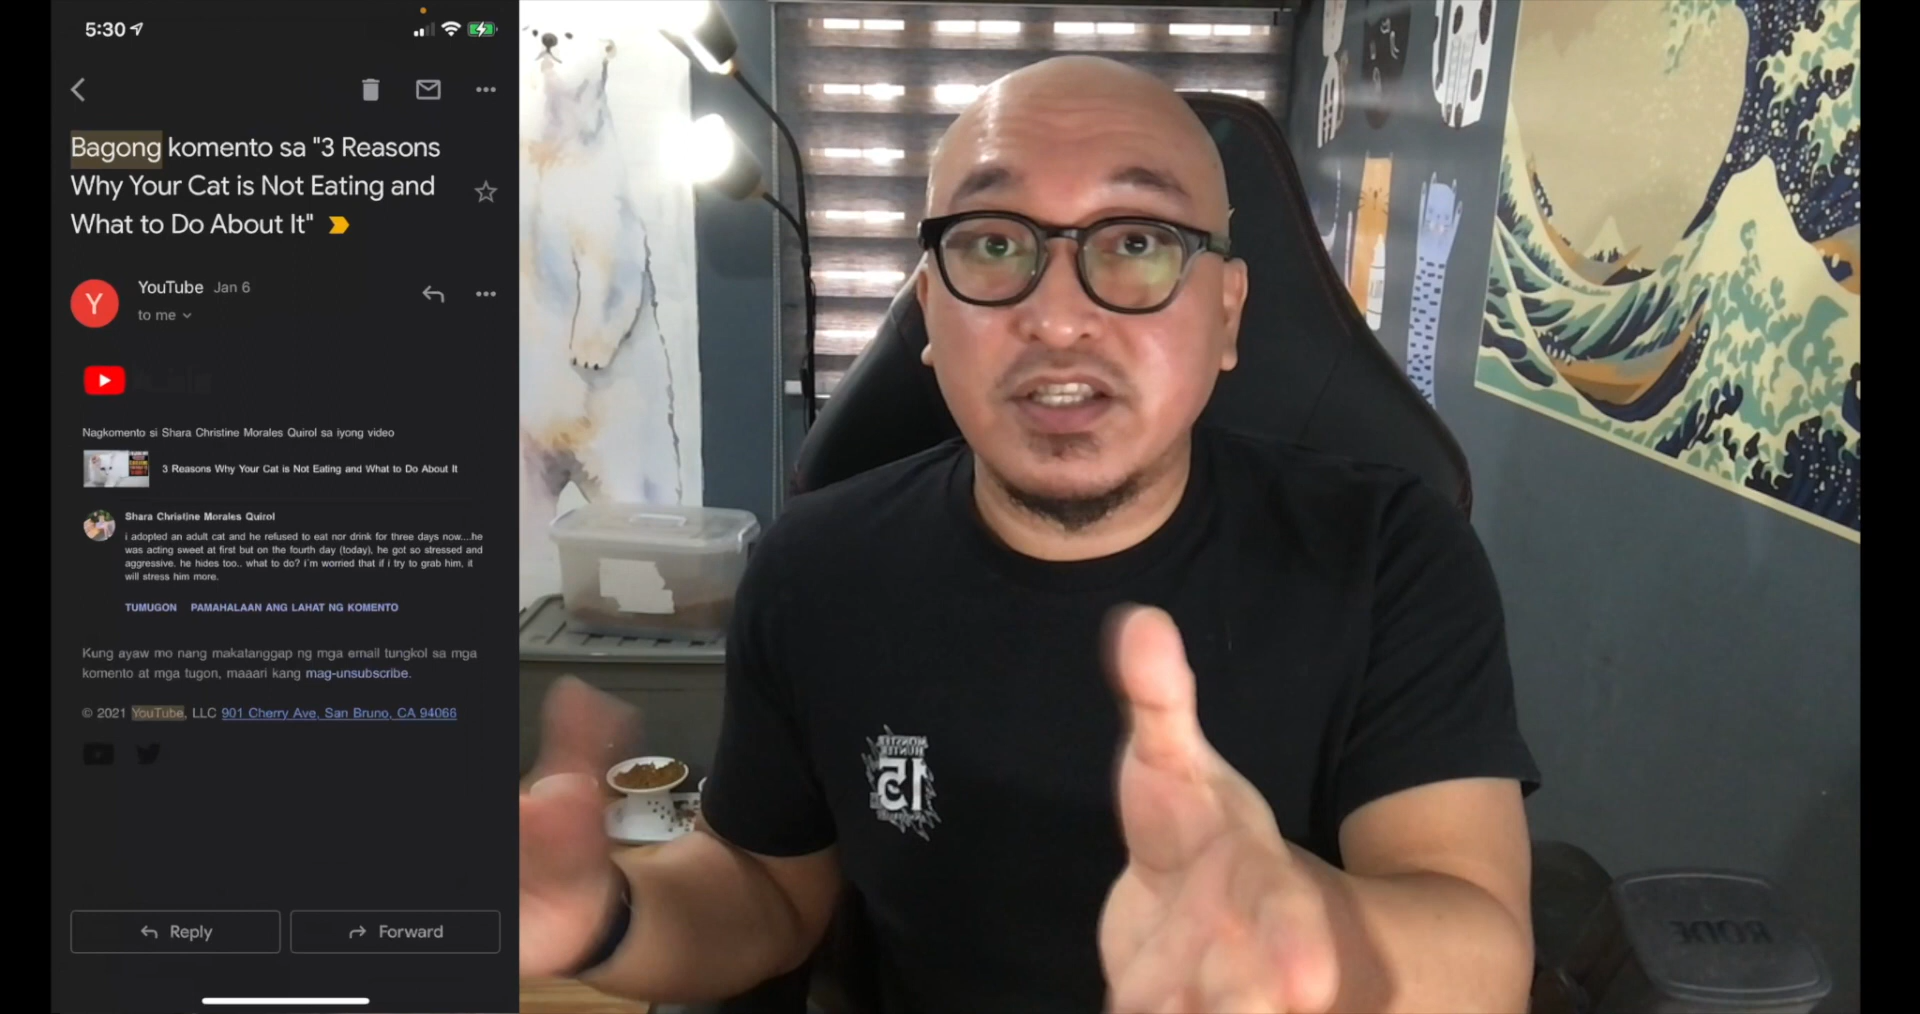 5:30
Bagong komento sa "3 Reasons
Why Your Cat is Not Eating and
What to Do About It"
Y
YouTube Jan 6
to me
Nagkomento si Shara Christine Morales Quirol sa iyong video
3 Reasons Why Your Cat is Not Eating and What to Do About It
Shara Christine Morales Quirol
i adopted an adult cat and he refused to eat nor drink for three days now....he
was acting sweet at first but on the fourth day (today), he got so stressed and
aggressive. he hides too.. what to do? i'm worried that if i try to grab him, it
will stress him more.
TUMUGON PAMAHALAAN ANG LAHAT NG KOMENTO
Kung ayaw mo nang makatanggap ng mga email tungkol sa mga
komento at mga tugon, maaari kang mag-unsubscribe.
© 2021 YouTube, LLC 901 Cherry Ave, San Bruno, CA 94066
Reply
Forward
MONSTER
HUNTER
15
RODE